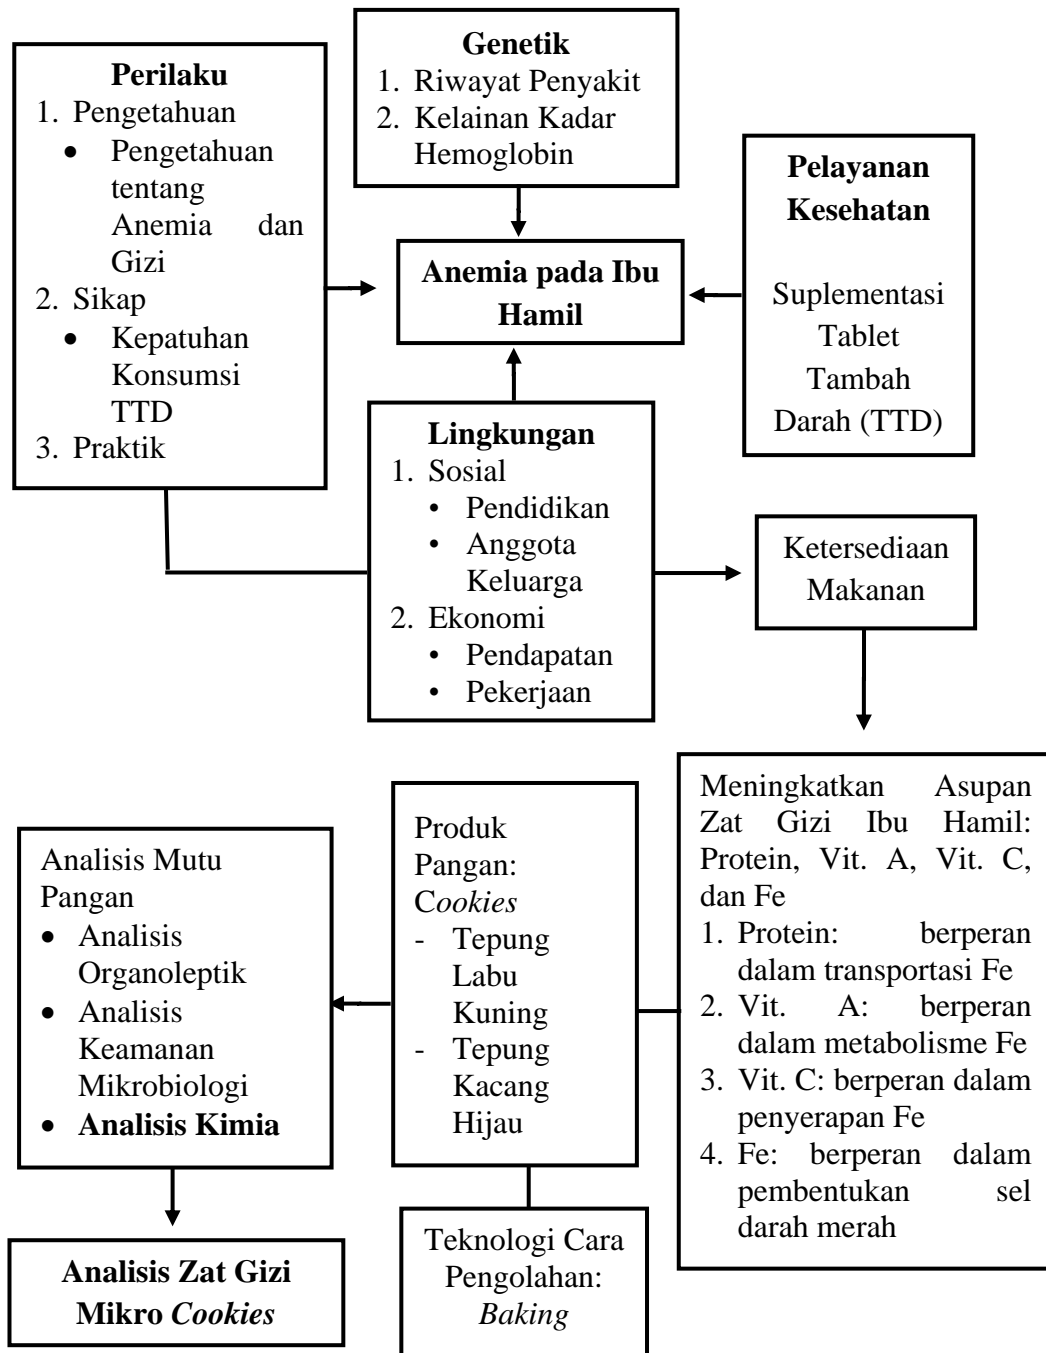 Perilaku
1. Pengetahuan
• Pengetahuan
tentang
Anemia dan
Gizi
2. Sikap
• Kepatuhan
Konsumsi
TTD
3. Praktik
Genetik
1. Riwayat Penyakit
2. Kelainan Kadar
Hemoglobin
Pelayanan
Kesehatan
Suplementasi
Tablet
Tambah
Darah (TTD)
Anemia pada Ibu
Hamil
Lingkungan
1. Sosial
• Pendidikan
• Anggota
Keluarga
2. Ekonomi
• Pendapatan
• Pekerjaan
Ketersediaan
Makanan
Meningkatkan Asupan
Zat Gizi Ibu Hamil:
Protein, Vit. A, Vit. C,
dan Fe
1. Protein: berperan
dalam transportasi Fe
2. Vit. A: berperan
dalam metabolisme Fe
3. Vit. C: berperan dalam
penyerapan Fe
4. Fe: berperan dalam
pembentukan sel
darah merah
Produk
Pangan:
Cookies
- Tepung
Labu
Kuning
- Tepung
Kacang
Hijau
Teknologi Cara
Pengolahan:
Baking
Analisis Mutu
Pangan
• Analisis
Organoleptik
• Analisis
Keamanan
Mikrobiologi
• Analisis Kimia
Analisis Zat Gizi
Mikro Cookies